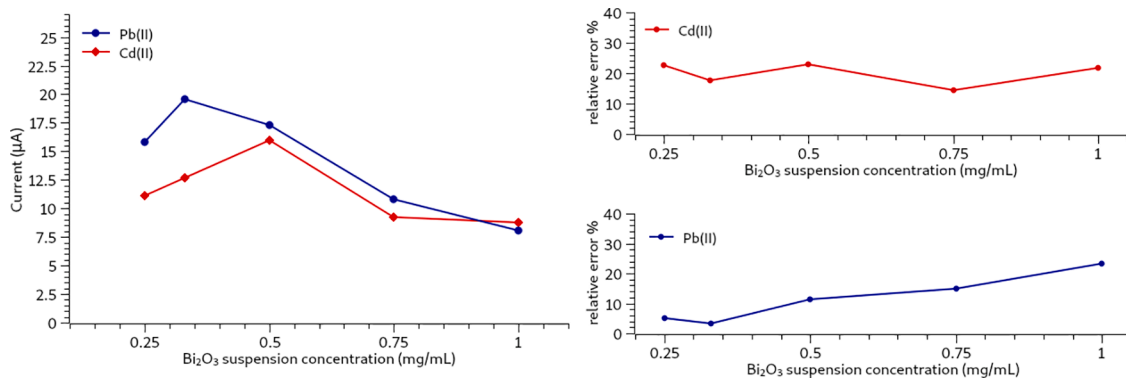 Pb(II)
Cd(II)
Current (μA)
25
22.5
20
17.5
15
12.5
10
7.5
5
2.5
0
0.25 0.5 0.75 1
Bi₂O₃ suspension concentration (mg/mL)
Cd(II)
relative error %
40
30
20
10
0
0.25 0.5 0.75 1
Bi₂O₃ suspension concentration (mg/mL)
Pb(II)
relative error %
40
30
20
10
0
0.25 0.5 0.75 1
Bi₂O₃ suspension concentration (mg/mL)